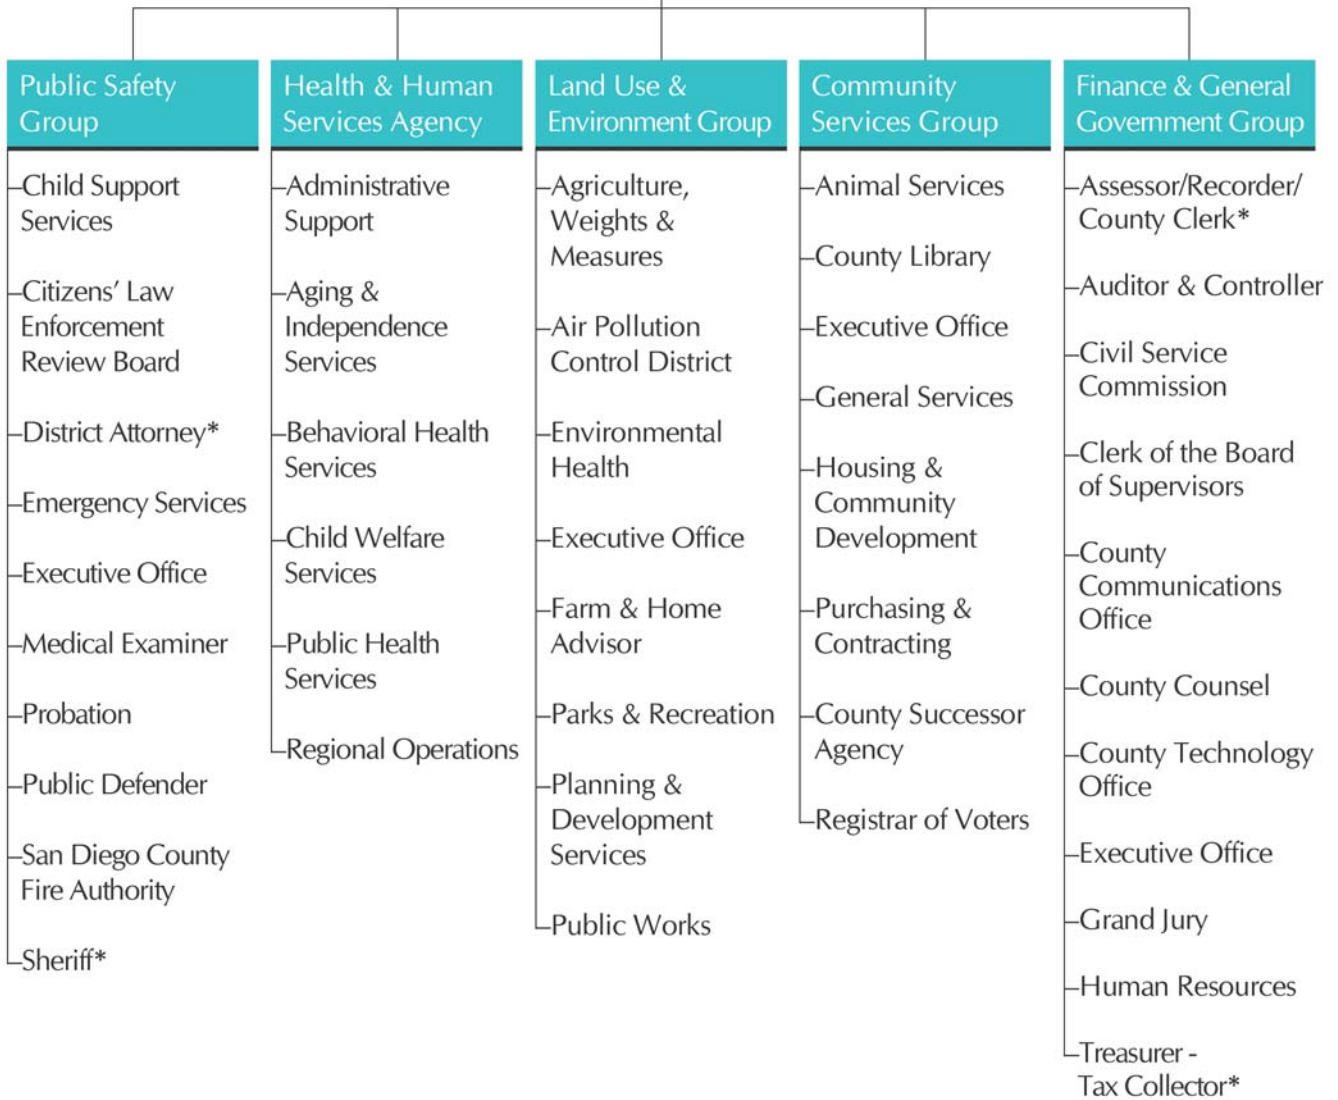 Public Safety
Group
Child Support
Services
Citizens’ Law
Enforcement
Review Board
District Attorney*
Emergency Services
Executive Office
Medical Examiner
Probation
Public Defender
San Diego County
Fire Authority
Sheriff*
Health & Human
Services Agency
Administrative
Support
Aging &
Independence
Services
Behavioral Health
Services
Child Welfare
Services
Public Health
Services
Regional Operations
Land Use &
Environment Group
Agriculture,
Weights &
Measures
Air Pollution
Control District
Environmental
Health
Executive Office
Farm & Home
Advisor
Parks & Recreation
Planning &
Development
Services
Public Works
Community
Services Group
Animal Services
County Library
Executive Office
General Services
Housing &
Community
Development
Purchasing &
Contracting
County Successor
Agency
Registrar of Voters
Finance & General
Government Group
Assessor/Recorder/
County Clerk*
Auditor & Controller
Civil Service
Commission
Clerk of the Board
of Supervisors
County
Communications
Office
County Counsel
County Technology
Office
Executive Office
Grand Jury
Human Resources
Treasurer -
Tax Collector*